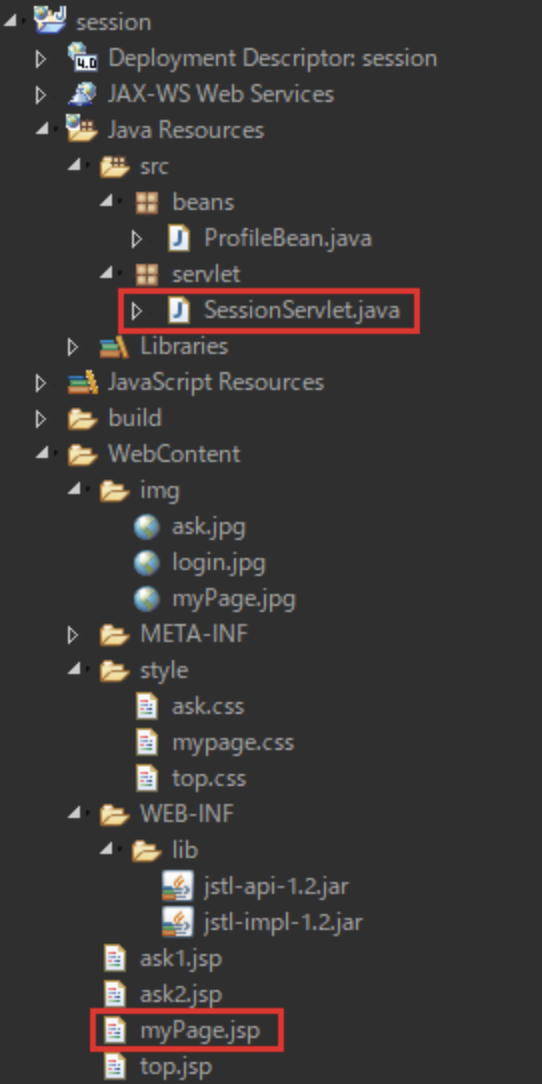 session
4.0
Deployment Descriptor: session
JAX-WS Web Services
Java Resources
src
beans
J
ProfileBean.java
servlet
J
SessionServlet.java
Libraries
JavaScript Resources
build
WebContent
img
ask.jpg
login.jpg
myPage.jpg
META-INF
style
ask.css
mypage.css
top.css
WEB-INF
lib
jstl-api-1.2.jar
jstl-impl-1.2.jar
ask1.jsp
ask2.jsp
myPage.jsp
top.jsp